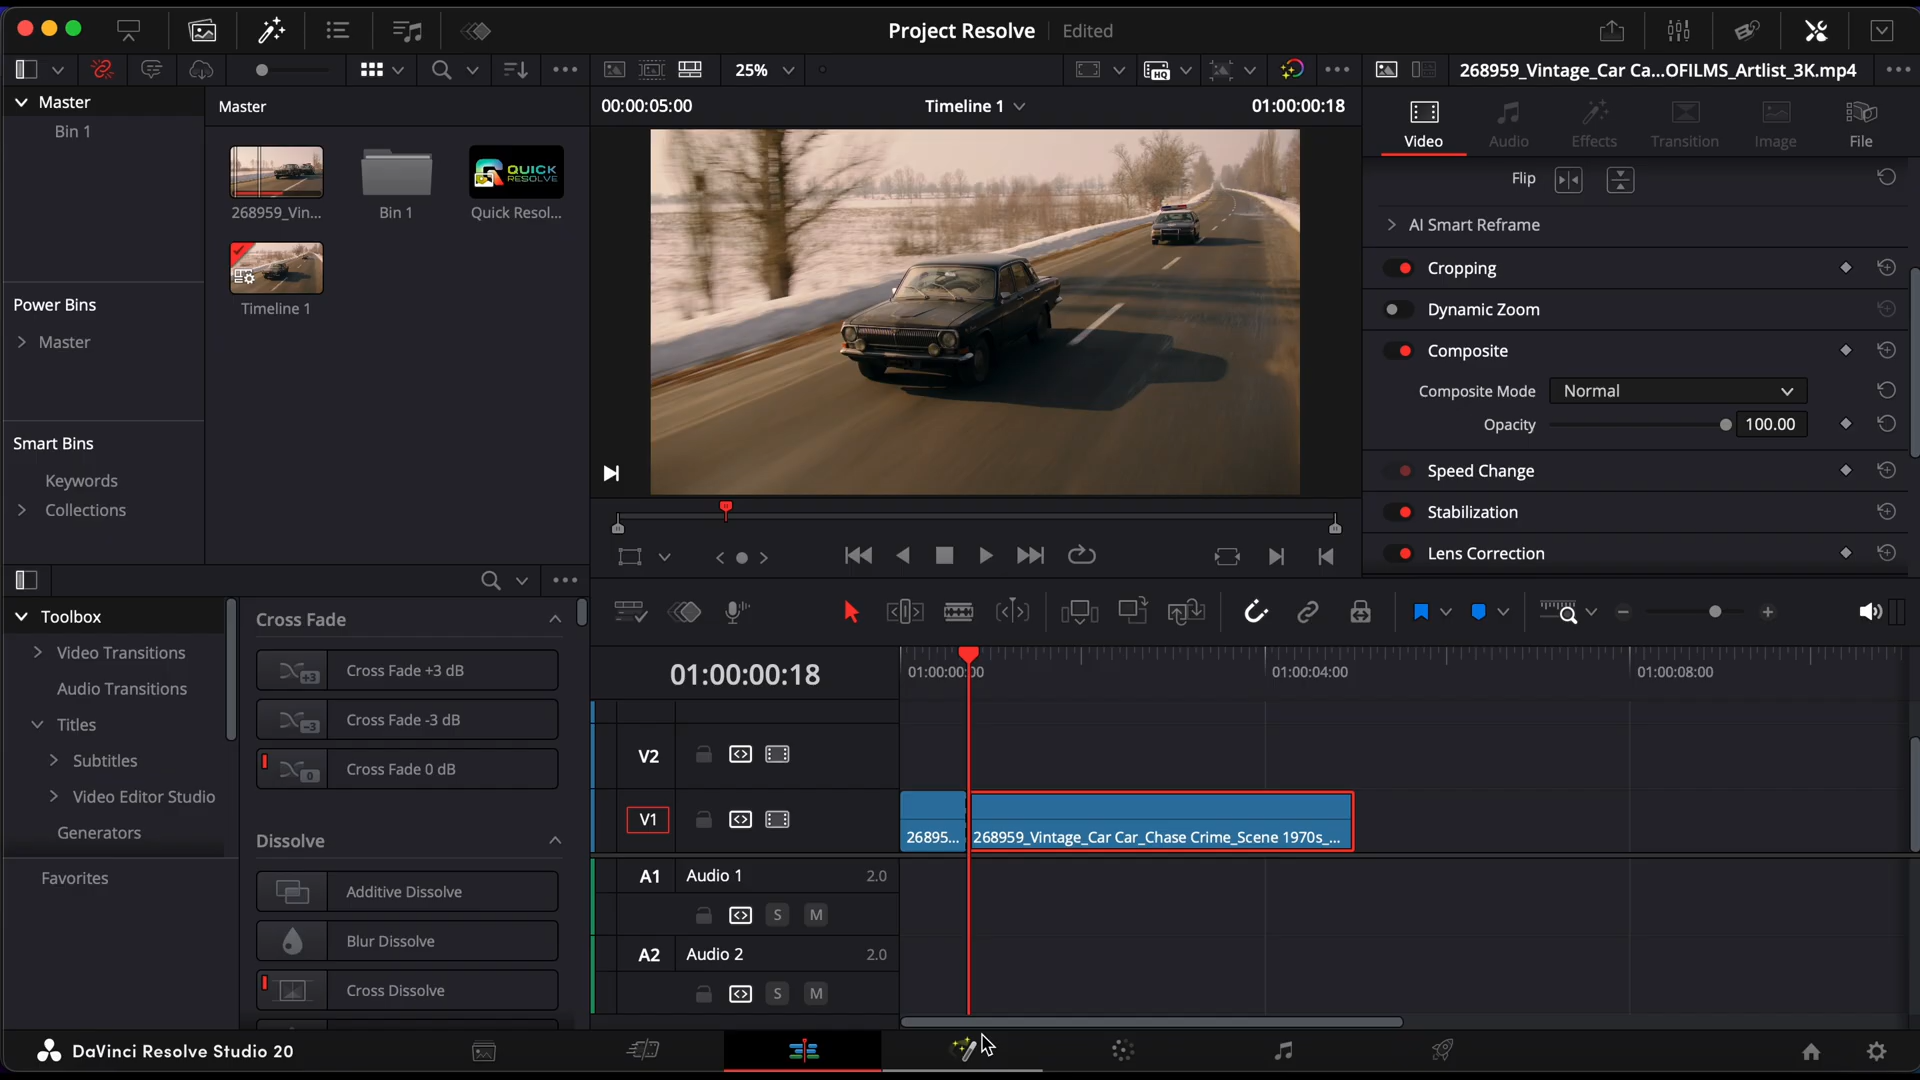 Project Resolve
Edited
25%
HQ
268959_Vintage_Car Ca...OFILMS_Artlist_3K.mp4
Master
Bin 1
Master
268959_Vin...
Bin 1
QUICK
RESOLVE
Quick Resol...
Timeline 1
Power Bins
Master
Smart Bins
Keywords
Collections
00:00:05:00
Timeline 1
01:00:00:18
Video
Audio
Effects
Transition
Image
File
Flip
AI Smart Reframe
Cropping
Dynamic Zoom
Composite
Composite Mode
Normal
Opacity
100.00
Speed Change
Stabilization
Lens Correction
Toolbox
Video Transitions
Audio Transitions
Titles
Subtitles
Video Editor Studio
Generators
Favorites
Cross Fade
+3
Cross Fade +3 dB
-3
Cross Fade -3 dB
0
Cross Fade 0 dB
Dissolve
Additive Dissolve
Blur Dissolve
Cross Dissolve
01:00:00:18
01:00:00:00
01:00:04:00
01:00:08:00
V2
V1
26895...
268959_Vintage_Car Car_Chase Crime_Scene 1970s_...
A1
Audio 1
2.0
S
M
A2
Audio 2
2.0
S
M
DaVinci Resolve Studio 20